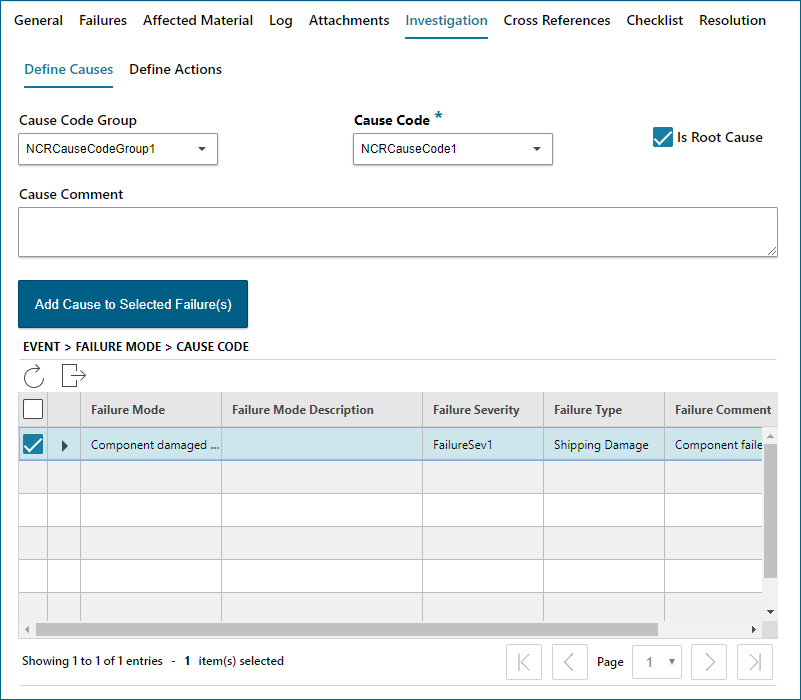 General Failures Affected Material Log Attachments Investigation Cross References Checklist Resolution
Define Causes Define Actions
Cause Code Group Cause Code *
NCRCauseCodeGroup1 NCRCauseCode1 Is Root Cause
Cause Comment
Add Cause to Selected Failure(s)
EVENT > FAILURE MODE > CAUSE CODE
Failure Mode Failure Mode Description Failure Severity Failure Type Failure Comment
Component damaged ... FailureSev1 Shipping Damage Component faile
Showing 1 to 1 of 1 entries - 1 item(s) selected Page 1